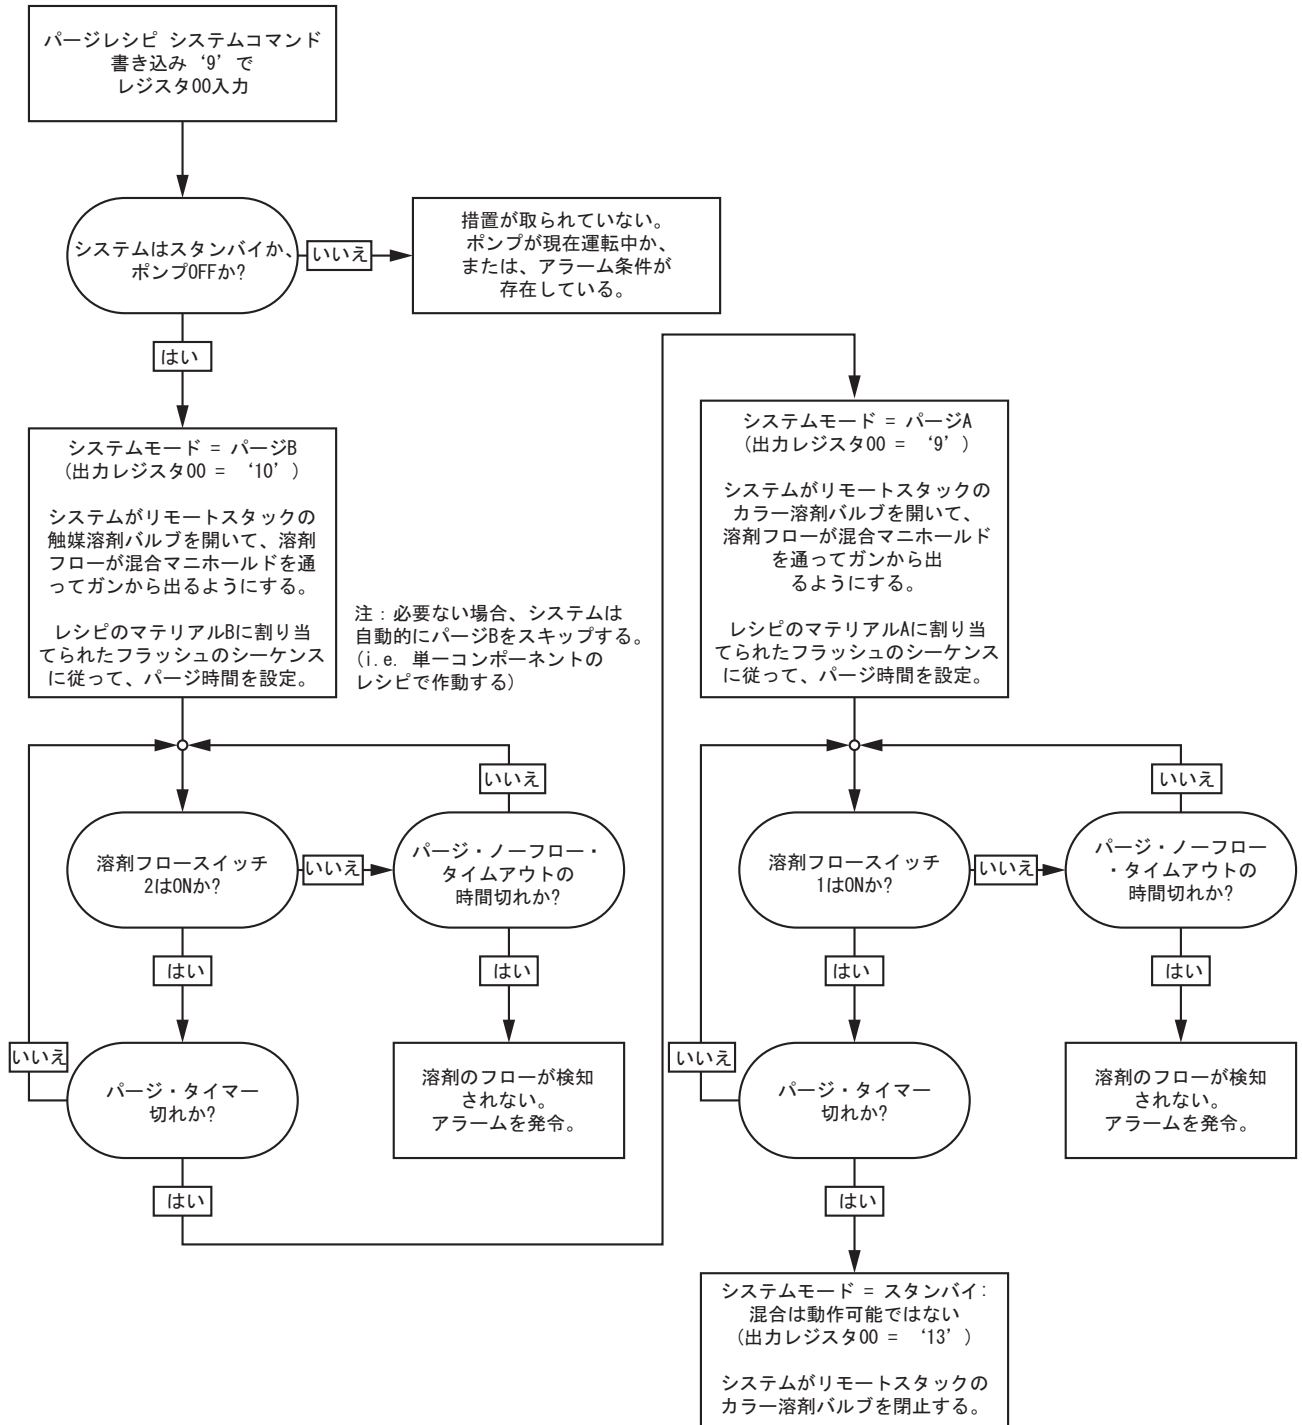 パージレシピ システムコマンド
書き込み ‘9’ で
レジスタ00入力
システムはスタンバイか、
ポンプOFFか?
いいえ
措置が取られていない。
ポンプが現在運転中か、
または、アラーム条件が
存在している。
はい
システムモード = パージB
(出力レジスタ00 = ‘10’)
システムがリモートスタックの
触媒溶剤バルブを開いて、溶剤
フローが混合マニホールドを通
ってガンから出るようにする。
レシピのマテリアルBに割り当
てられたフラッシュのシーケンス
に従って、パージ時間を設定。
注：必要ない場合、システムは
自動的にパージBをスキップする。
(i.e. 単一コンポーネントの
レシピで作動する)
いいえ
溶剤フロースイッチ
2はONか?
いいえ
パージ・ノーフロー・
タイムアウトの
時間切れか?
はい
はい
いいえ
パージ・タイマー
切れか?
溶剤のフローが検知
されない。
アラームを発令。
はい
システムモード = パージA
(出力レジスタ00 = ‘9’)
システムがリモートスタックの
カラー溶剤バルブを開いて、
溶剤フローが混合マニホールド
を通ってガンから出
るようにする。
レシピのマテリアルAに割り当
てられたフラッシュのシーケンス
に従って、パージ時間を設定。
いいえ
溶剤フロースイッチ
1はONか?
いいえ
パージ・ノーフロー
・タイムアウトの
時間切れか?
はい
はい
いいえ
パージ・タイマー
切れか?
溶剤のフローが検知
されない。
アラームを発令。
はい
システムモード = スタンバイ:
混合は動作可能ではない
(出力レジスタ00 = ‘13’)
システムがリモートスタックの
カラー溶剤バルブを閉止する。